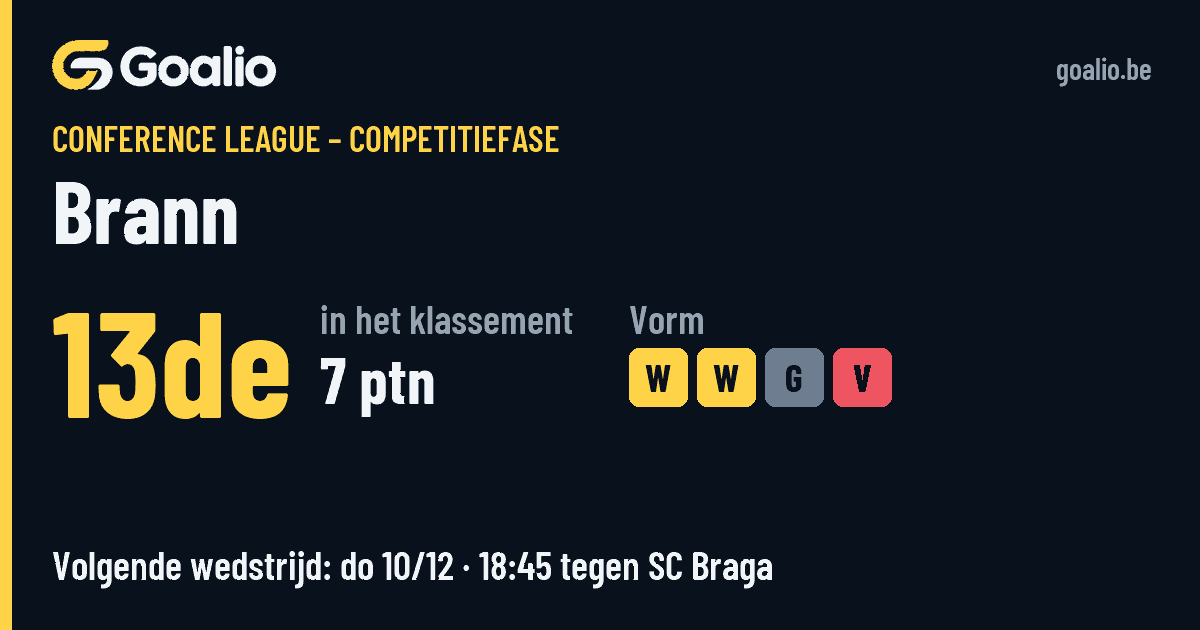 Goalio
goalio.be
CONFERENCE LEAGUE – COMPETITIEFASE
Brann
13de
in het klassement
7 ptn
Vorm
W W G V
Volgende wedstrijd: do 10/12 · 18:45 tegen SC Braga